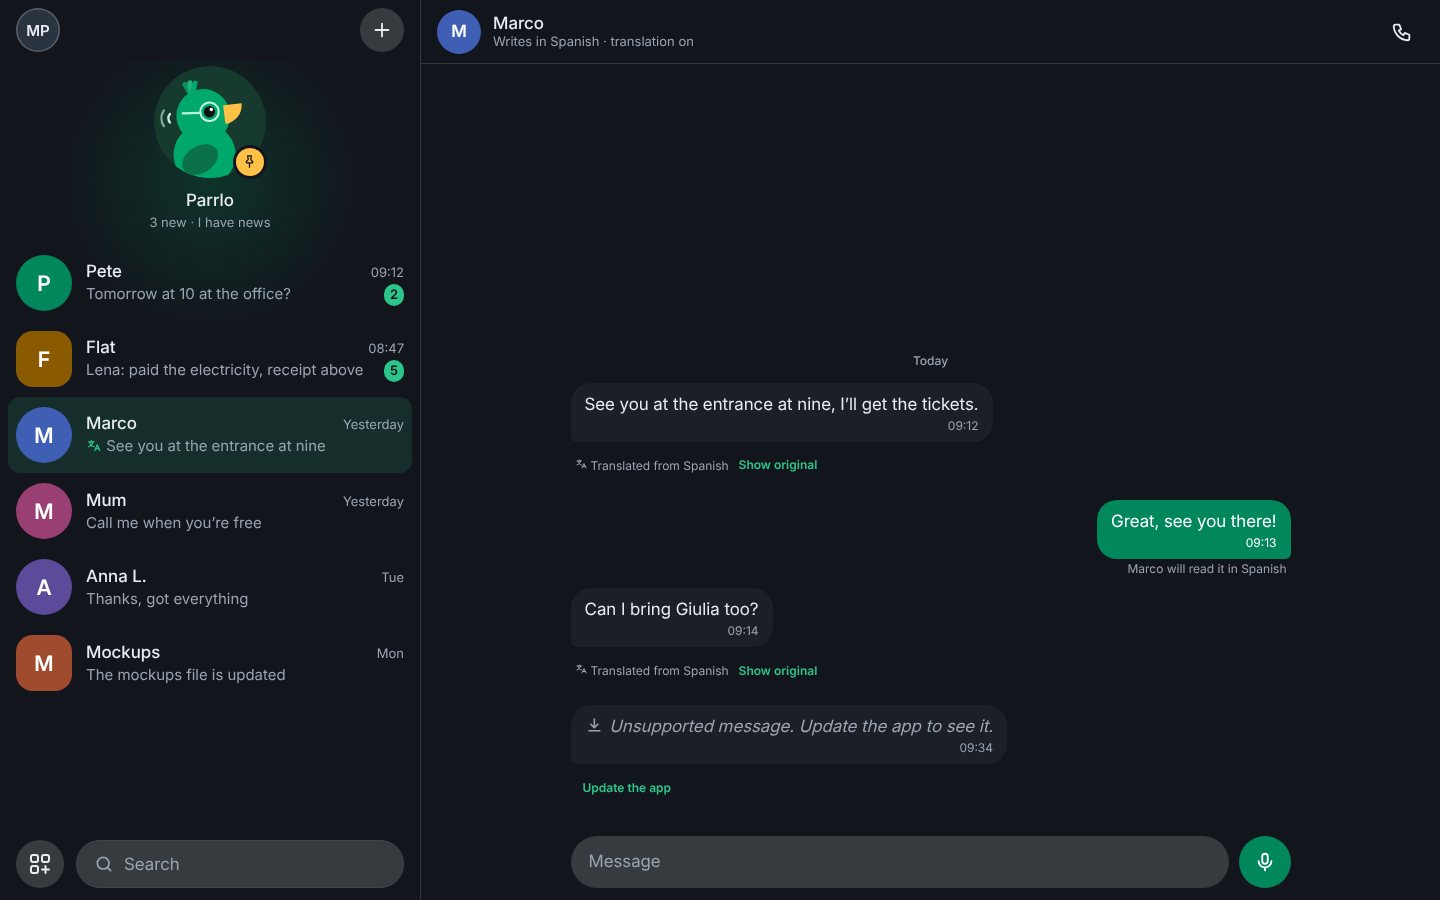 MP
Parrlo
3 new · I have news
P
Pete
09:12
Tomorrow at 10 at the office?
2
F
Flat
08:47
Lena: paid the electricity, receipt above
5
M
Marco
Yesterday
See you at the entrance at nine
M
Mum
Yesterday
Call me when you’re free
A
Anna L.
Tue
Thanks, got everything
M
Mockups
Mon
The mockups file is updated
Search
M
Marco
Writes in Spanish · translation on
Today
See you at the entrance at nine, I’ll get the tickets.
09:12
Translated from Spanish Show original
Great, see you there!
09:13
Marco will read it in Spanish
Can I bring Giulia too?
09:14
Translated from Spanish Show original
Unsupported message. Update the app to see it.
09:34
Update the app
Message